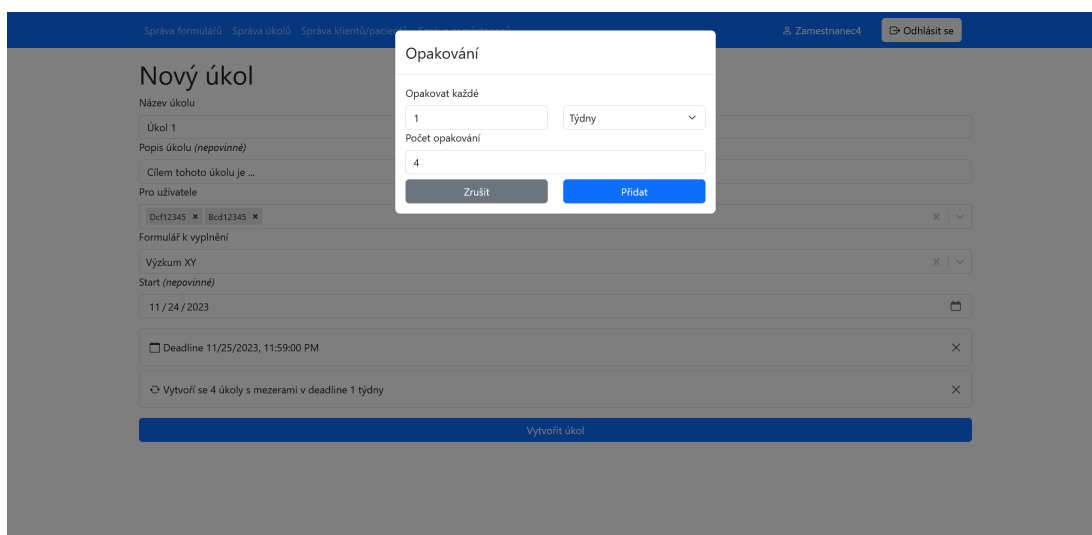 Správa formulářů Správa úkolů Správa klientů/pacientů Zamestnanec4 Odhlásit se
Opakování
Opakovat každé
1 Týdny
Počet opakování
4
Zrušit Přidat
Nový úkol
Název úkolu
Úkol 1
Popis úkolu (nepovinné)
Cílem tohoto úkolu je ...
Pro uživatele
Dcf12345 × Bcd12345 ×
Formulář k vyplnění
Výzkum XY
Start (nepovinné)
11 / 24 / 2023
Deadline 11/25/2023, 11:59:00 PM
Vytvoří se 4 úkoly s mezerami v deadline 1 týdny
Vytvořit úkol